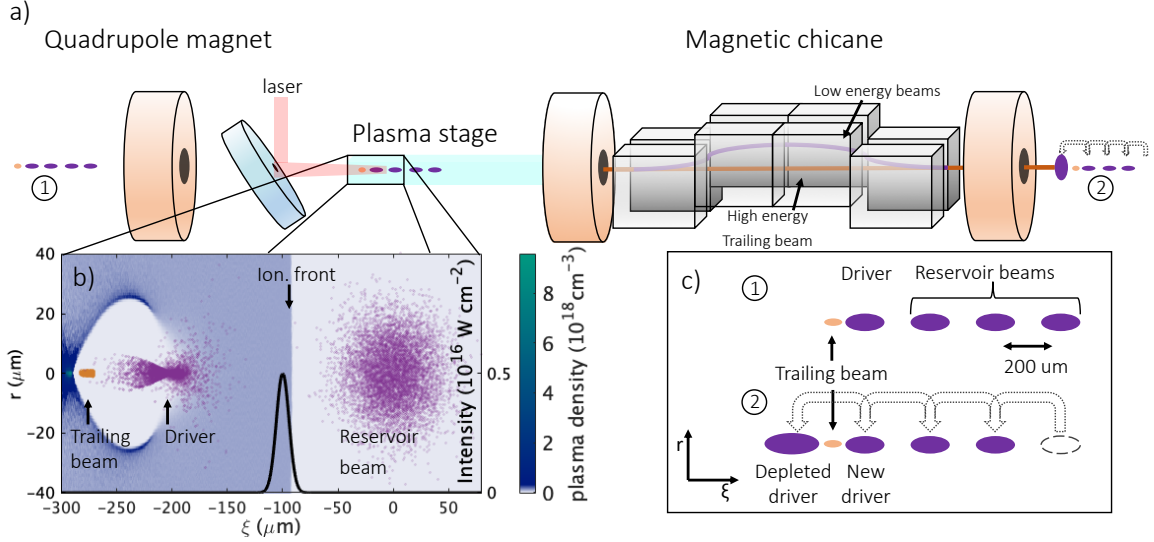 a)
Quadrupole magnet
Magnetic chicane
laser
Low energy beams
Plasma stage
1
2
High energy
Trailing beam
b)
Ion. front
40
20
0
-20
-40
r (μm)
Trailing
beam
Driver
Reservoir
beam
-300 -250 -200 -150 -100 -50 0 50
ξ (μm)
0.5
0
Intensity (10¹⁶ W cm⁻²)
8
6
4
2
0
plasma density (10¹⁸ cm⁻³)
c)
1
Driver
Reservoir beams
200 um
Trailing beam
2
r
ξ
Depleted
driver
New
driver